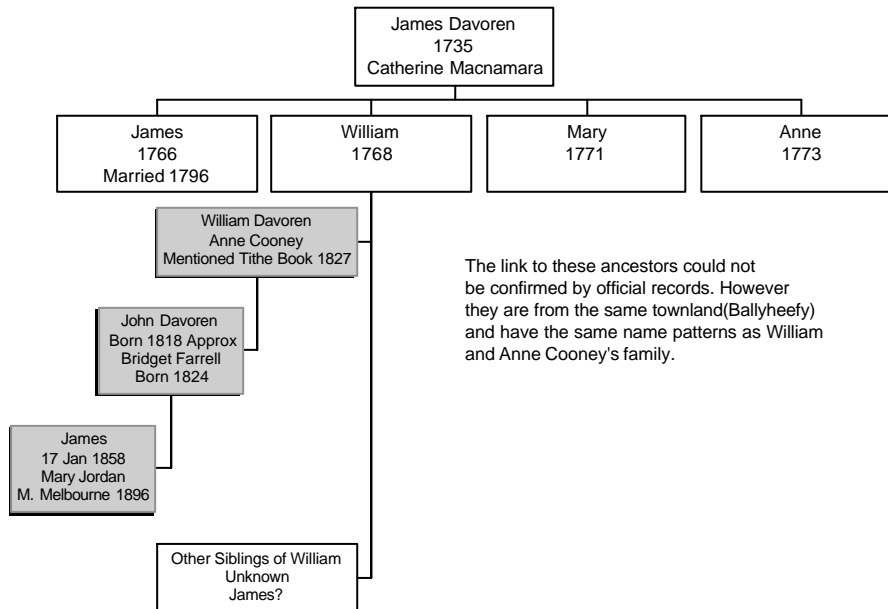 James Davoren
1735
Catherine Macnamara
James
1766
Married 1796
William
1768
Mary
1771
Anne
1773
William Davoren
Anne Cooney
Mentioned Tithe Book 1827
The link to these ancestors could not
be confirmed by official records. However
they are from the same townland(Ballyheefy)
and have the same name patterns as William
and Anne Cooney's family.
John Davoren
Born 1818 Approx
Bridget Farrell
Born 1824
James
17 Jan 1858
Mary Jordan
M. Melbourne 1896
Other Siblings of William
Unknown
James?